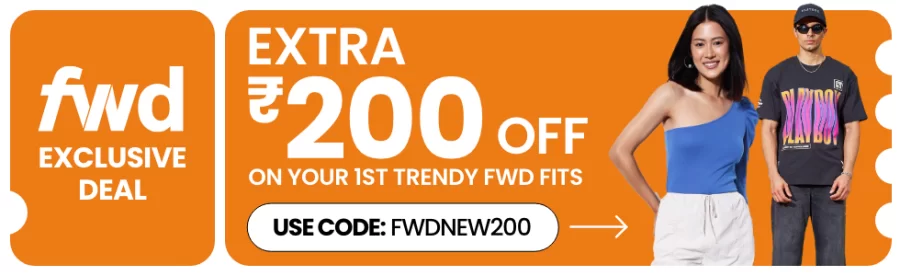 fwd
EXCLUSIVE
DEAL
EXTRA
₹200 OFF
ON YOUR 1ST TRENDY FWD FITS
USE CODE: FWDNEW200
PLAYBOY
PLAYBOY